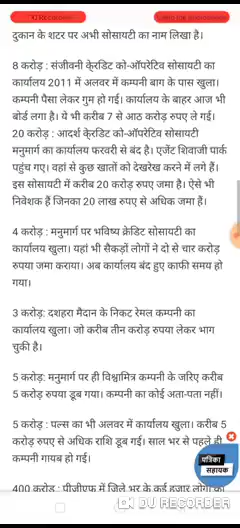 दुकान के शटर पर अभी सोसायटी का नाम लिखा है।
8 करोड़ : संजीवनी के्रडिट को-ऑपरेटिव सोसायटी का
कार्यालय 2011 में अलवर में कम्पनी बाग के पास खुला।
कम्पनी पैसा लेकर गुम हो गई। कार्यालय के बाहर आज भी
बोर्ड लगा है। ये भी करीब 7 से आठ करोड़ रुपए ले गई।
20 करोड़ : आदर्श के्रडिट को-ऑपरेटिव सोसायटी
मनुमार्ग का कार्यालय फरवरी से बंद है। एजेंट शिवाजी पार्क
पहुंच गए। वहां से कुछ खातों को देखरेख करने में लगे हैं।
इस सोसायटी में करीब 20 करोड़ रुपए जमा है। ऐसे भी
निवेशक हैं जिनका 20 लाख रुपए से अधिक जमा हैं।
4 करोड़ : मनुमार्ग पर भविष्य क्रेडिट सोसायटी का
कार्यालय खुला। यहां भी सैकड़ों लोगों ने दो से चार करोड़
रुपया जमा कराया। अब कार्यालय बंद हुए काफी समय हो
गया।
3 करोड़: दशहरा मैदान के निकट रेमल कम्पनी का
कार्यालय खुला। जो करीब तीन करोड़ रुपया लेकर भाग
चुकी है।
5 करोड़: मनुमार्ग पर ही विश्वामित्र कम्पनी के जरिए करीब
5 करोड़ रुपया डूब गया। कम्पनी का कोई अता-पता नहीं।
5 करोड़ : पल्स का भी अलवर में कार्यालय खुला। करीब 5
करोड़ रुपए से अधिक राशि डूब गई। साल भर से पहले ही
कम्पनी गायब हो गई।
पत्रिका
सहायक
400 करोड़ : पीजीएफ में जिले भर के कई हजार लोगों का
DU RECORDER